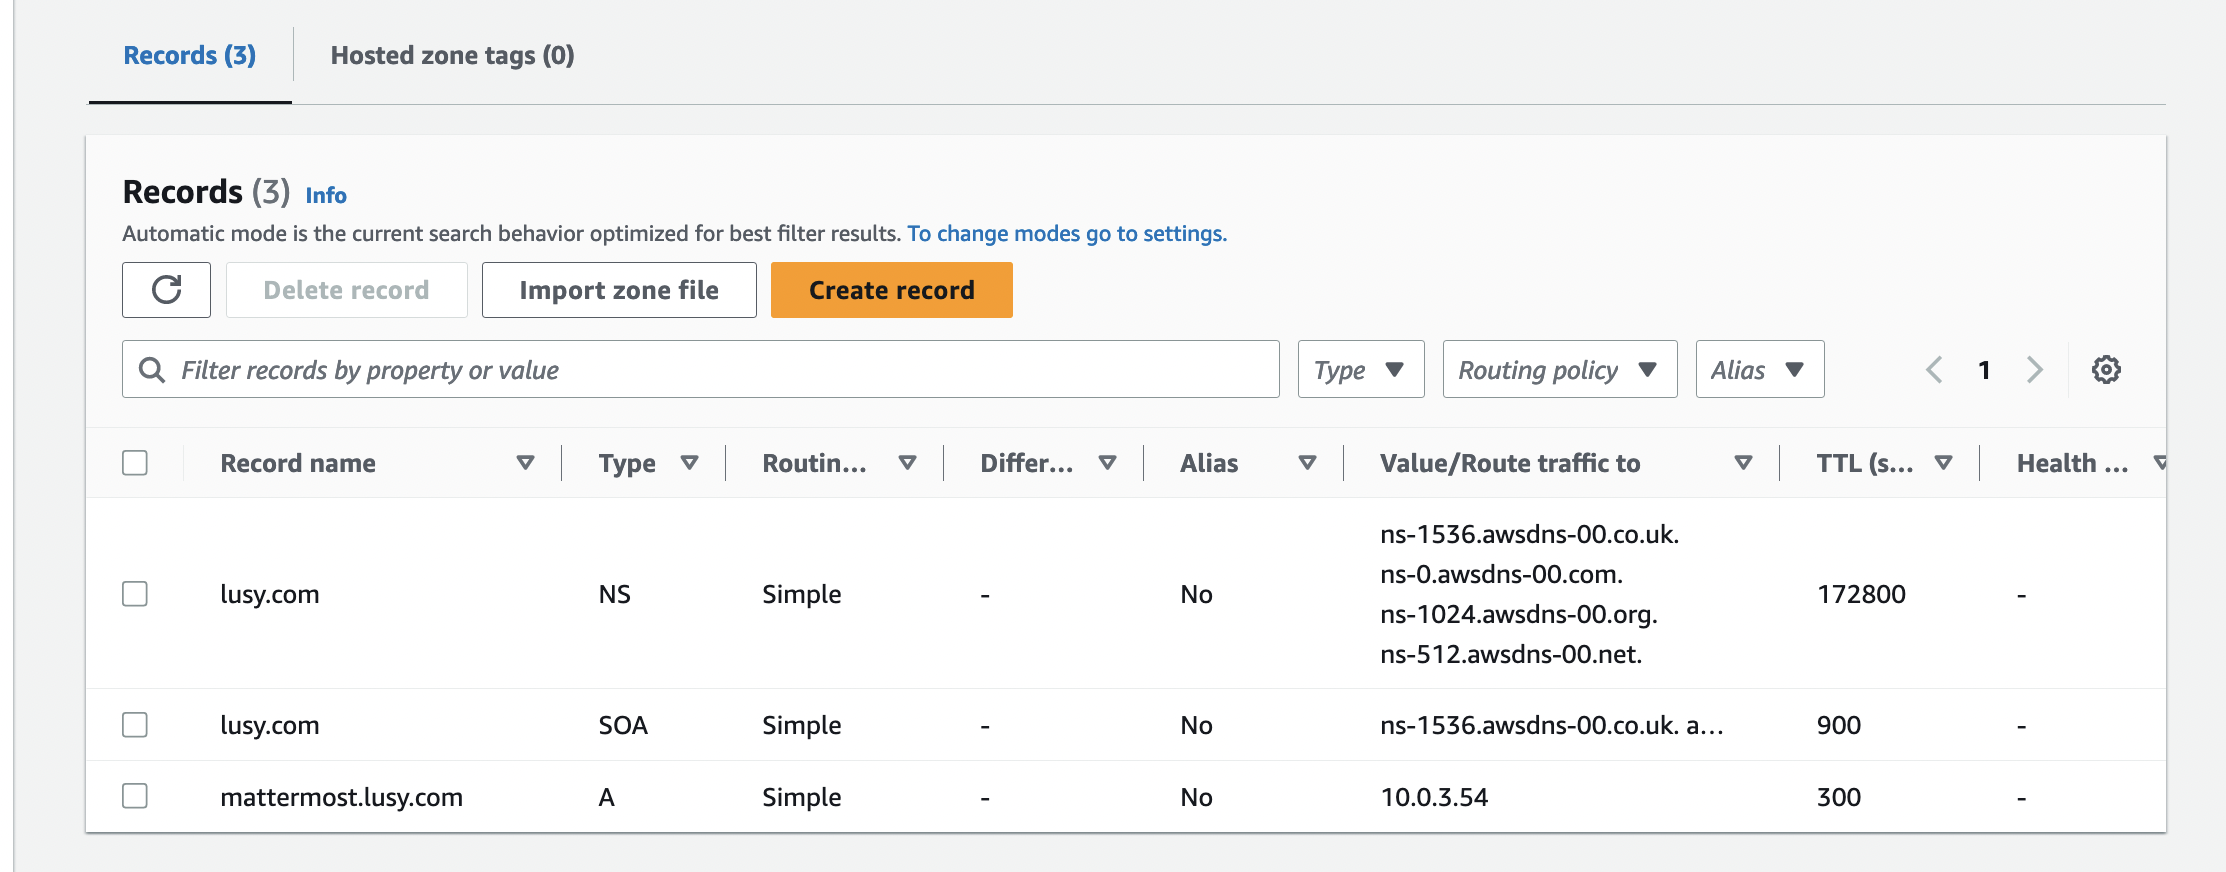 Records (3)
Hosted zone tags (0)
Records (3) Info
Automatic mode is the current search behavior optimized for best filter results. To change modes go to settings.
Delete record
Import zone file
Create record
Filter records by property or value
Type
Routing policy
Alias
1
Record name
Type
Routin...
Differ...
Alias
Value/Route traffic to
TTL (s...
Health ...
lusy.com
NS
Simple
-
No
ns-1536.awsdns-00.co.uk.
ns-0.awsdns-00.com.
ns-1024.awsdns-00.org.
ns-512.awsdns-00.net.
172800
-
lusy.com
SOA
Simple
-
No
ns-1536.awsdns-00.co.uk. a...
900
-
mattermost.lusy.com
A
Simple
-
No
10.0.3.54
300
-